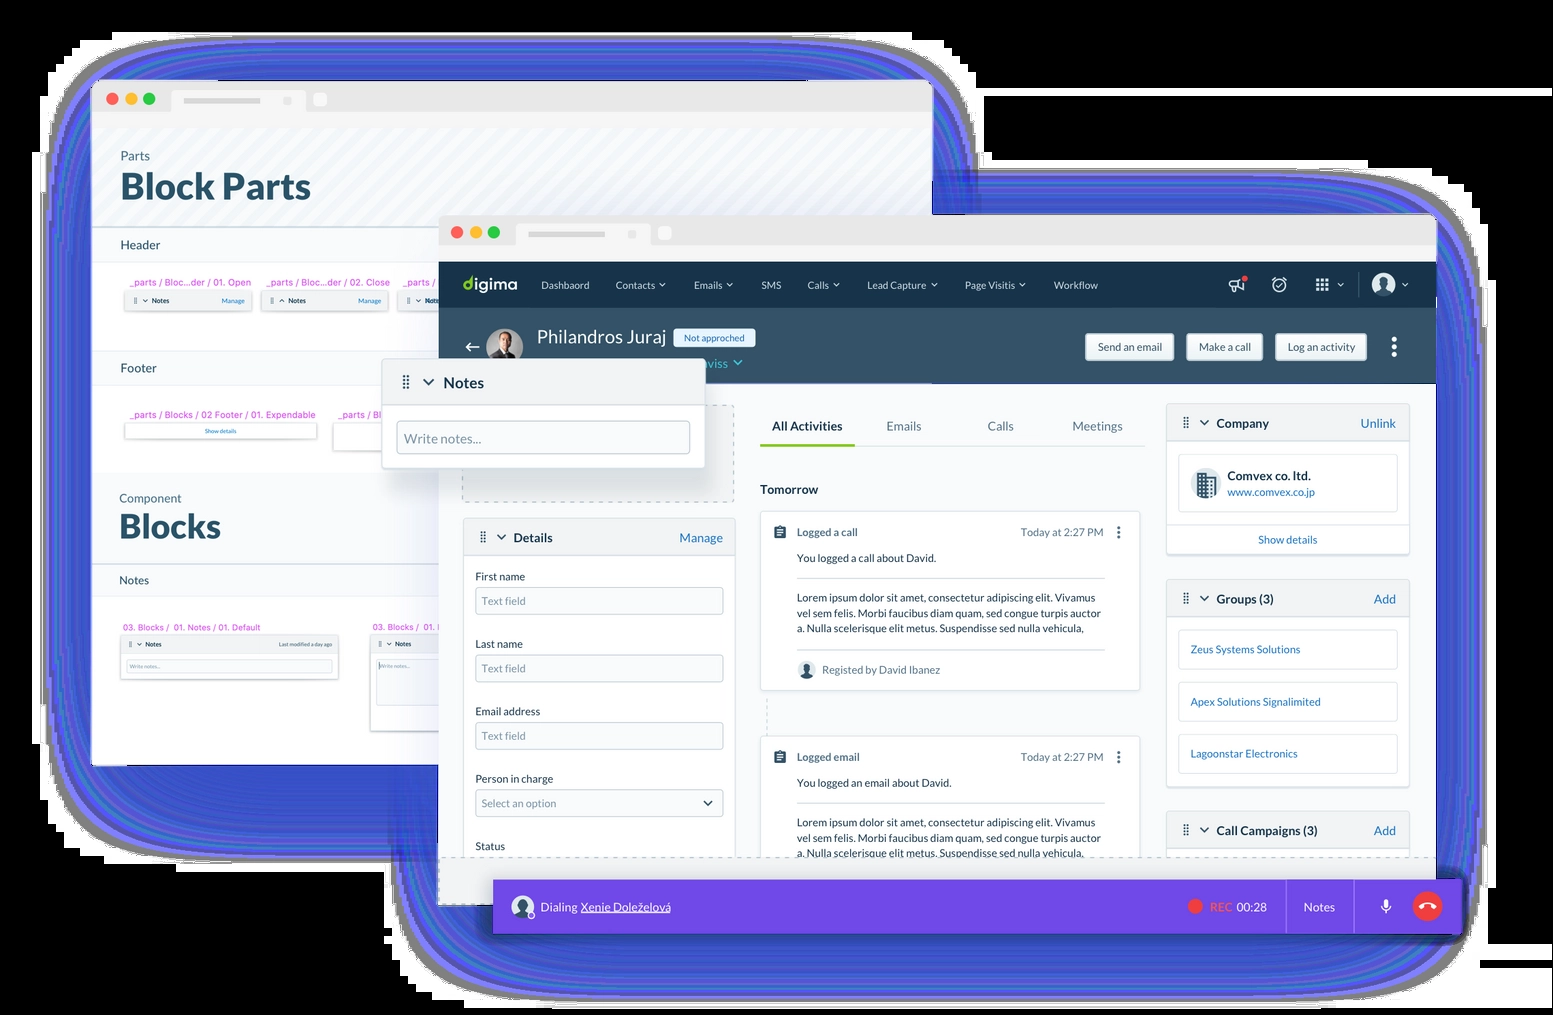 Parts
Block Parts
Header
_parts / Bloc...der / 01. Open
_parts / Bloc...der / 02. Close
_parts /
Notes
Manage
Notes
Manage
Notes
Footer
_parts / Blocks / 02 Footer / 01. Expendable
_parts / Bl
Show details
Component
Blocks
Notes
03. Blocks / 01. Notes / 01. Default
03. Blocks / 01.
Notes
Last modified a day ago
Notes
Write notes...
Write notes...
digima
Dashbaord
Contacts
Emails
SMS
Calls
Lead Capture
Page Visitis
Workflow
Philandros Juraj
Not approched
Send an email
Make a call
Log an activity
Notes
Write notes...
Details
Manage
First name
Text field
Last name
Text field
Email address
Text field
Person in charge
Select an option
Status
All Activities
Emails
Calls
Meetings
Tomorrow
Logged a call
Today at 2:27 PM
You logged a call about David.
Lorem ipsum dolor sit amet, consectetur adipiscing elit. Vivamus
vel sem felis. Morbi faucibus diam quam, sed congue turpis auctor
a. Nulla scelerisque elit metus. Suspendisse sed nulla vehicula,
Registed by David Ibanez
Logged email
Today at 2:27 PM
You logged an email about David.
Lorem ipsum dolor sit amet, consectetur adipiscing elit. Vivamus
vel sem felis. Morbi faucibus diam quam, sed congue turpis auctor
a. Nulla scelerisque elit metus. Suspendisse sed nulla vehicula,
Company
Unlink
Comvex co. ltd.
www.comvex.co.jp
Show details
Groups (3)
Add
Zeus Systems Solutions
Apex Solutions Signalimited
Lagoonstar Electronics
Call Campaigns (3)
Add
Dialing Xenie Doleželová
REC 00:28
Notes